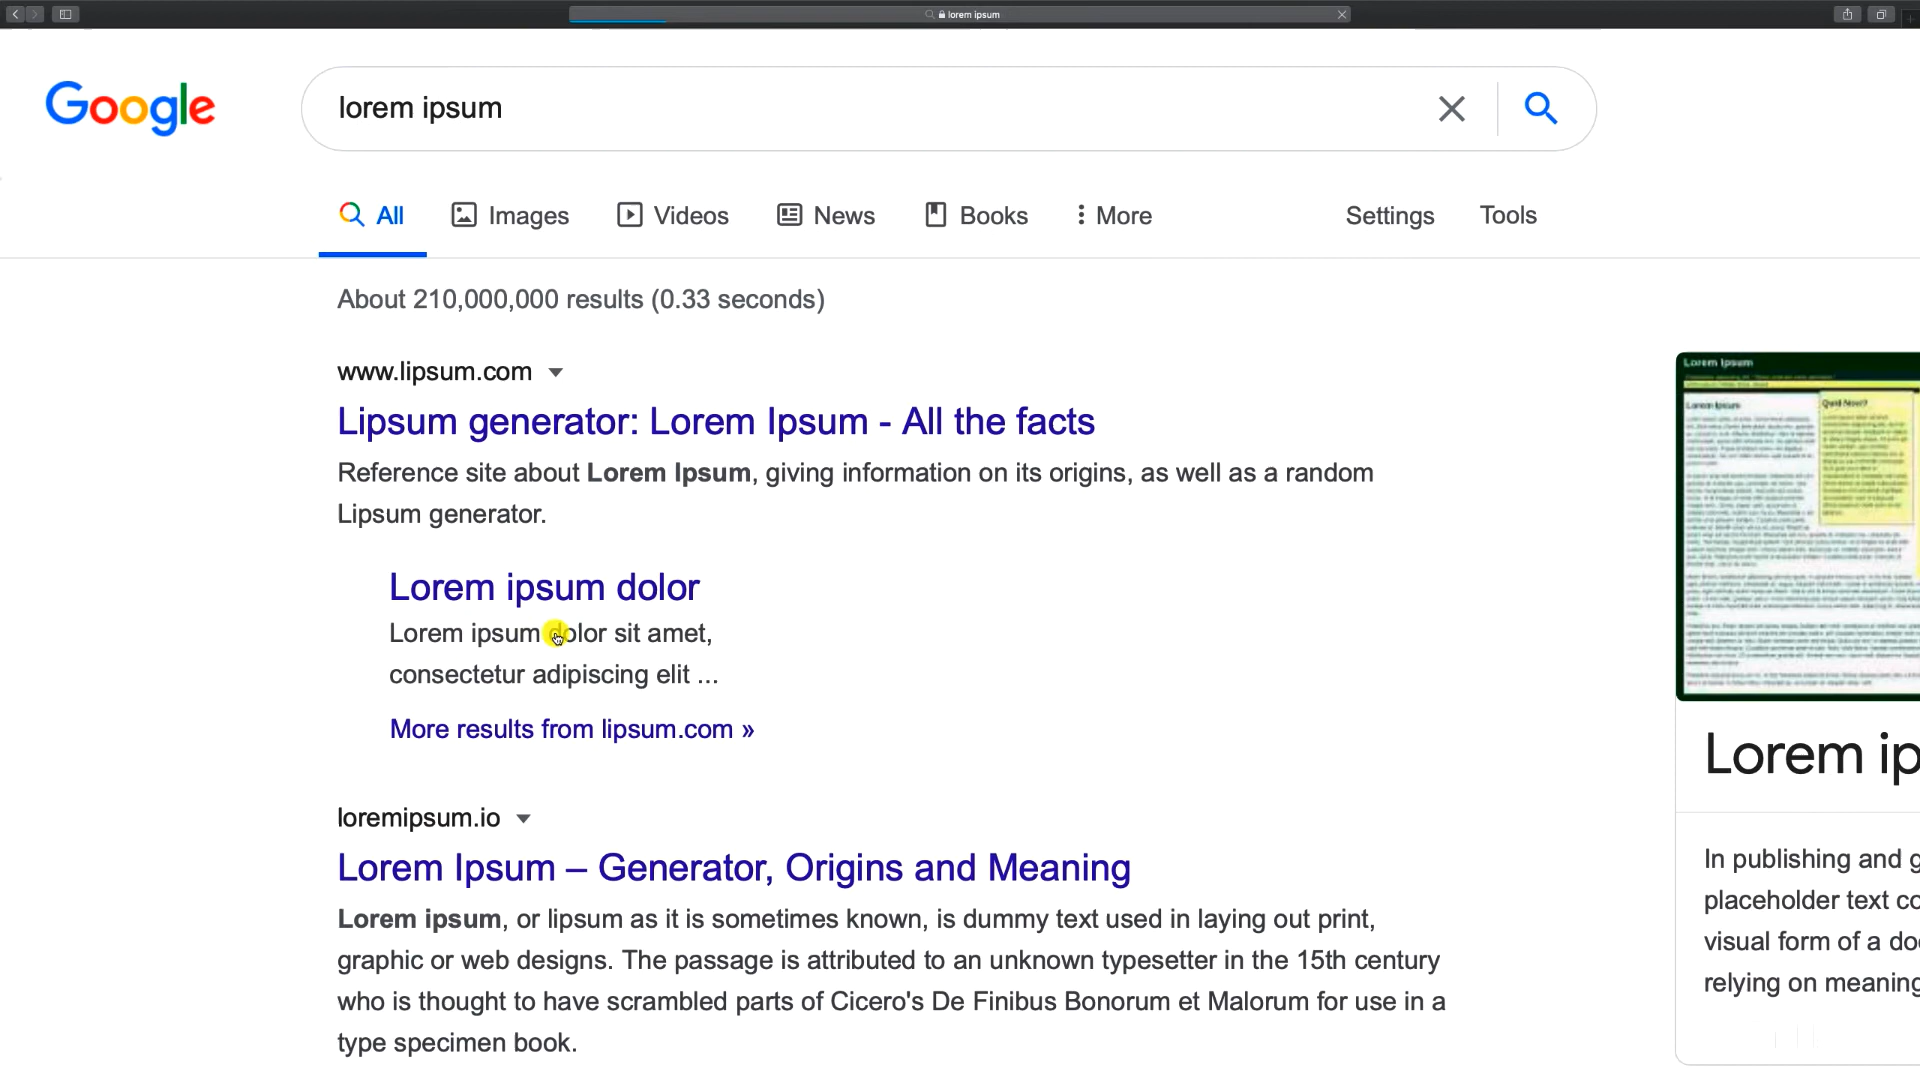 lorem ipsum
Google
lorem ipsum
All Images Videos News Books More Settings Tools
About 210,000,000 results (0.33 seconds)
www.lipsum.com
Lipsum generator: Lorem Ipsum - All the facts
Reference site about Lorem Ipsum, giving information on its origins, as well as a random
Lipsum generator.
Lorem ipsum dolor
Lorem ipsum dolor sit amet,
consectetur adipiscing elit ...
More results from lipsum.com »
loremipsum.io
Lorem Ipsum – Generator, Origins and Meaning
Lorem ipsum, or lipsum as it is sometimes known, is dummy text used in laying out print,
graphic or web designs. The passage is attributed to an unknown typesetter in the 15th century
who is thought to have scrambled parts of Cicero's De Finibus Bonorum et Malorum for use in a
type specimen book.
Lorem Ipsum
Lorem Ipsum
Quid Novi?
Lorem ip
In publishing and g
placeholder text co
visual form of a do
relying on meaning